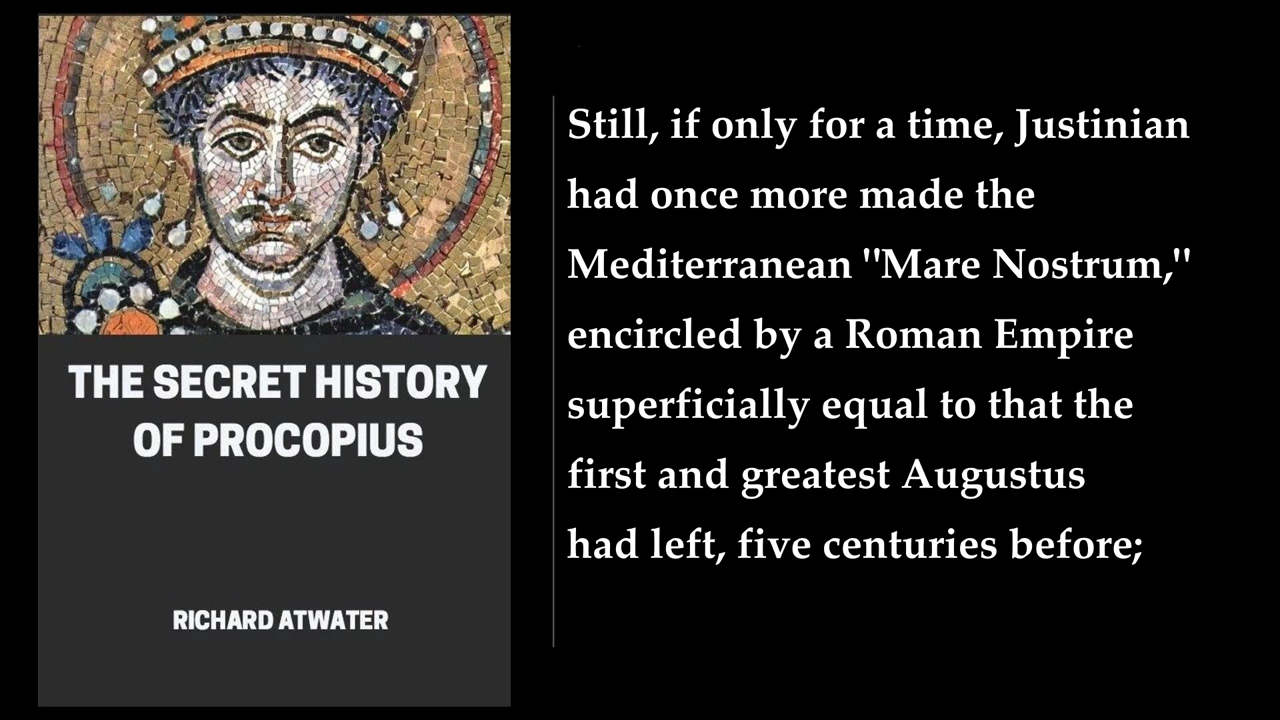 THE SECRET HISTORY
OF PROCOPIUS
RICHARD ATWATER
Still, if only for a time, Justinian
had once more made the
Mediterranean "Mare Nostrum,"
encircled by a Roman Empire
superficially equal to that the
first and greatest Augustus
had left, five centuries before;